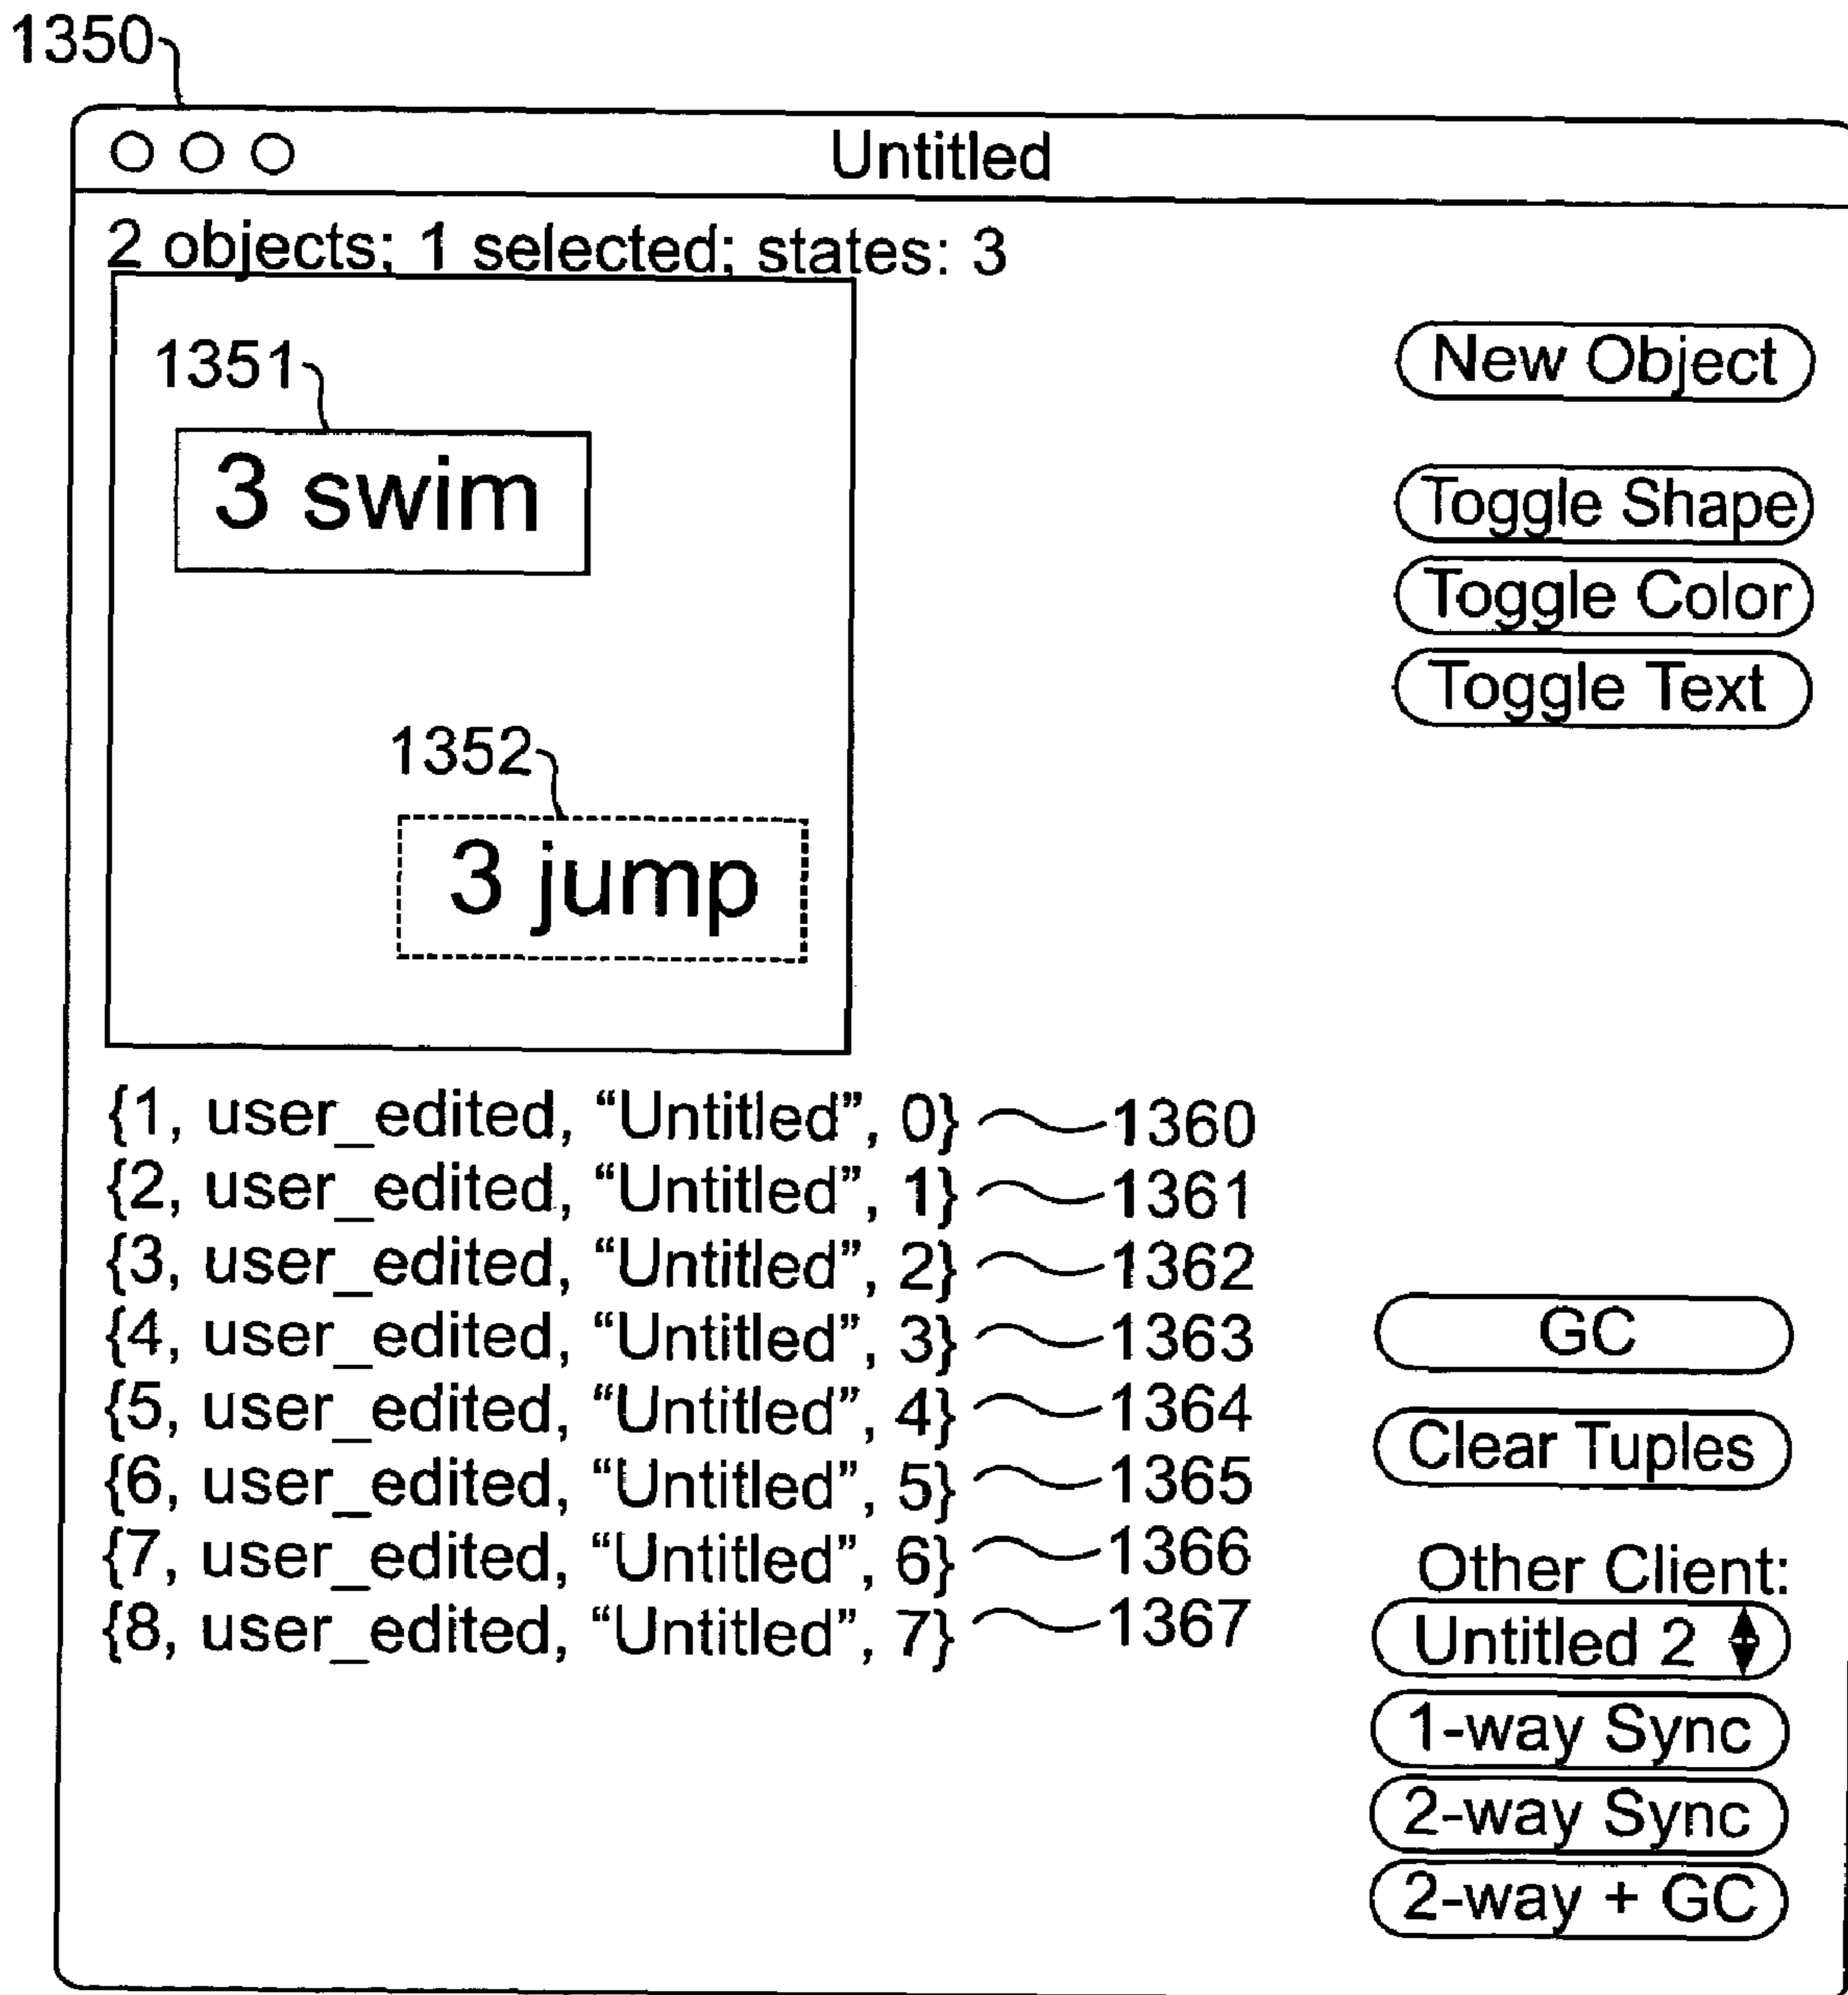 1350
Untitled
2 objects; 1 selected; states: 3
New Object
1351
3 swim
Toggle Shape
Toggle Color
Toggle Text
1352
3 jump
{1, user_edited, “Untitled”, 0} 1360
{2, user_edited, “Untitled”, 1} 1361
{3, user_edited, “Untitled”, 2} 1362
{4, user_edited, “Untitled”, 3} 1363
{5, user_edited, “Untitled”, 4} 1364
{6, user_edited, “Untitled”, 5} 1365
{7, user_edited, “Untitled”, 6} 1366
{8, user_edited, “Untitled”, 7} 1367
GC
Clear Tuples
Other Client:
Untitled 2
1-way Sync
2-way Sync
2-way + GC